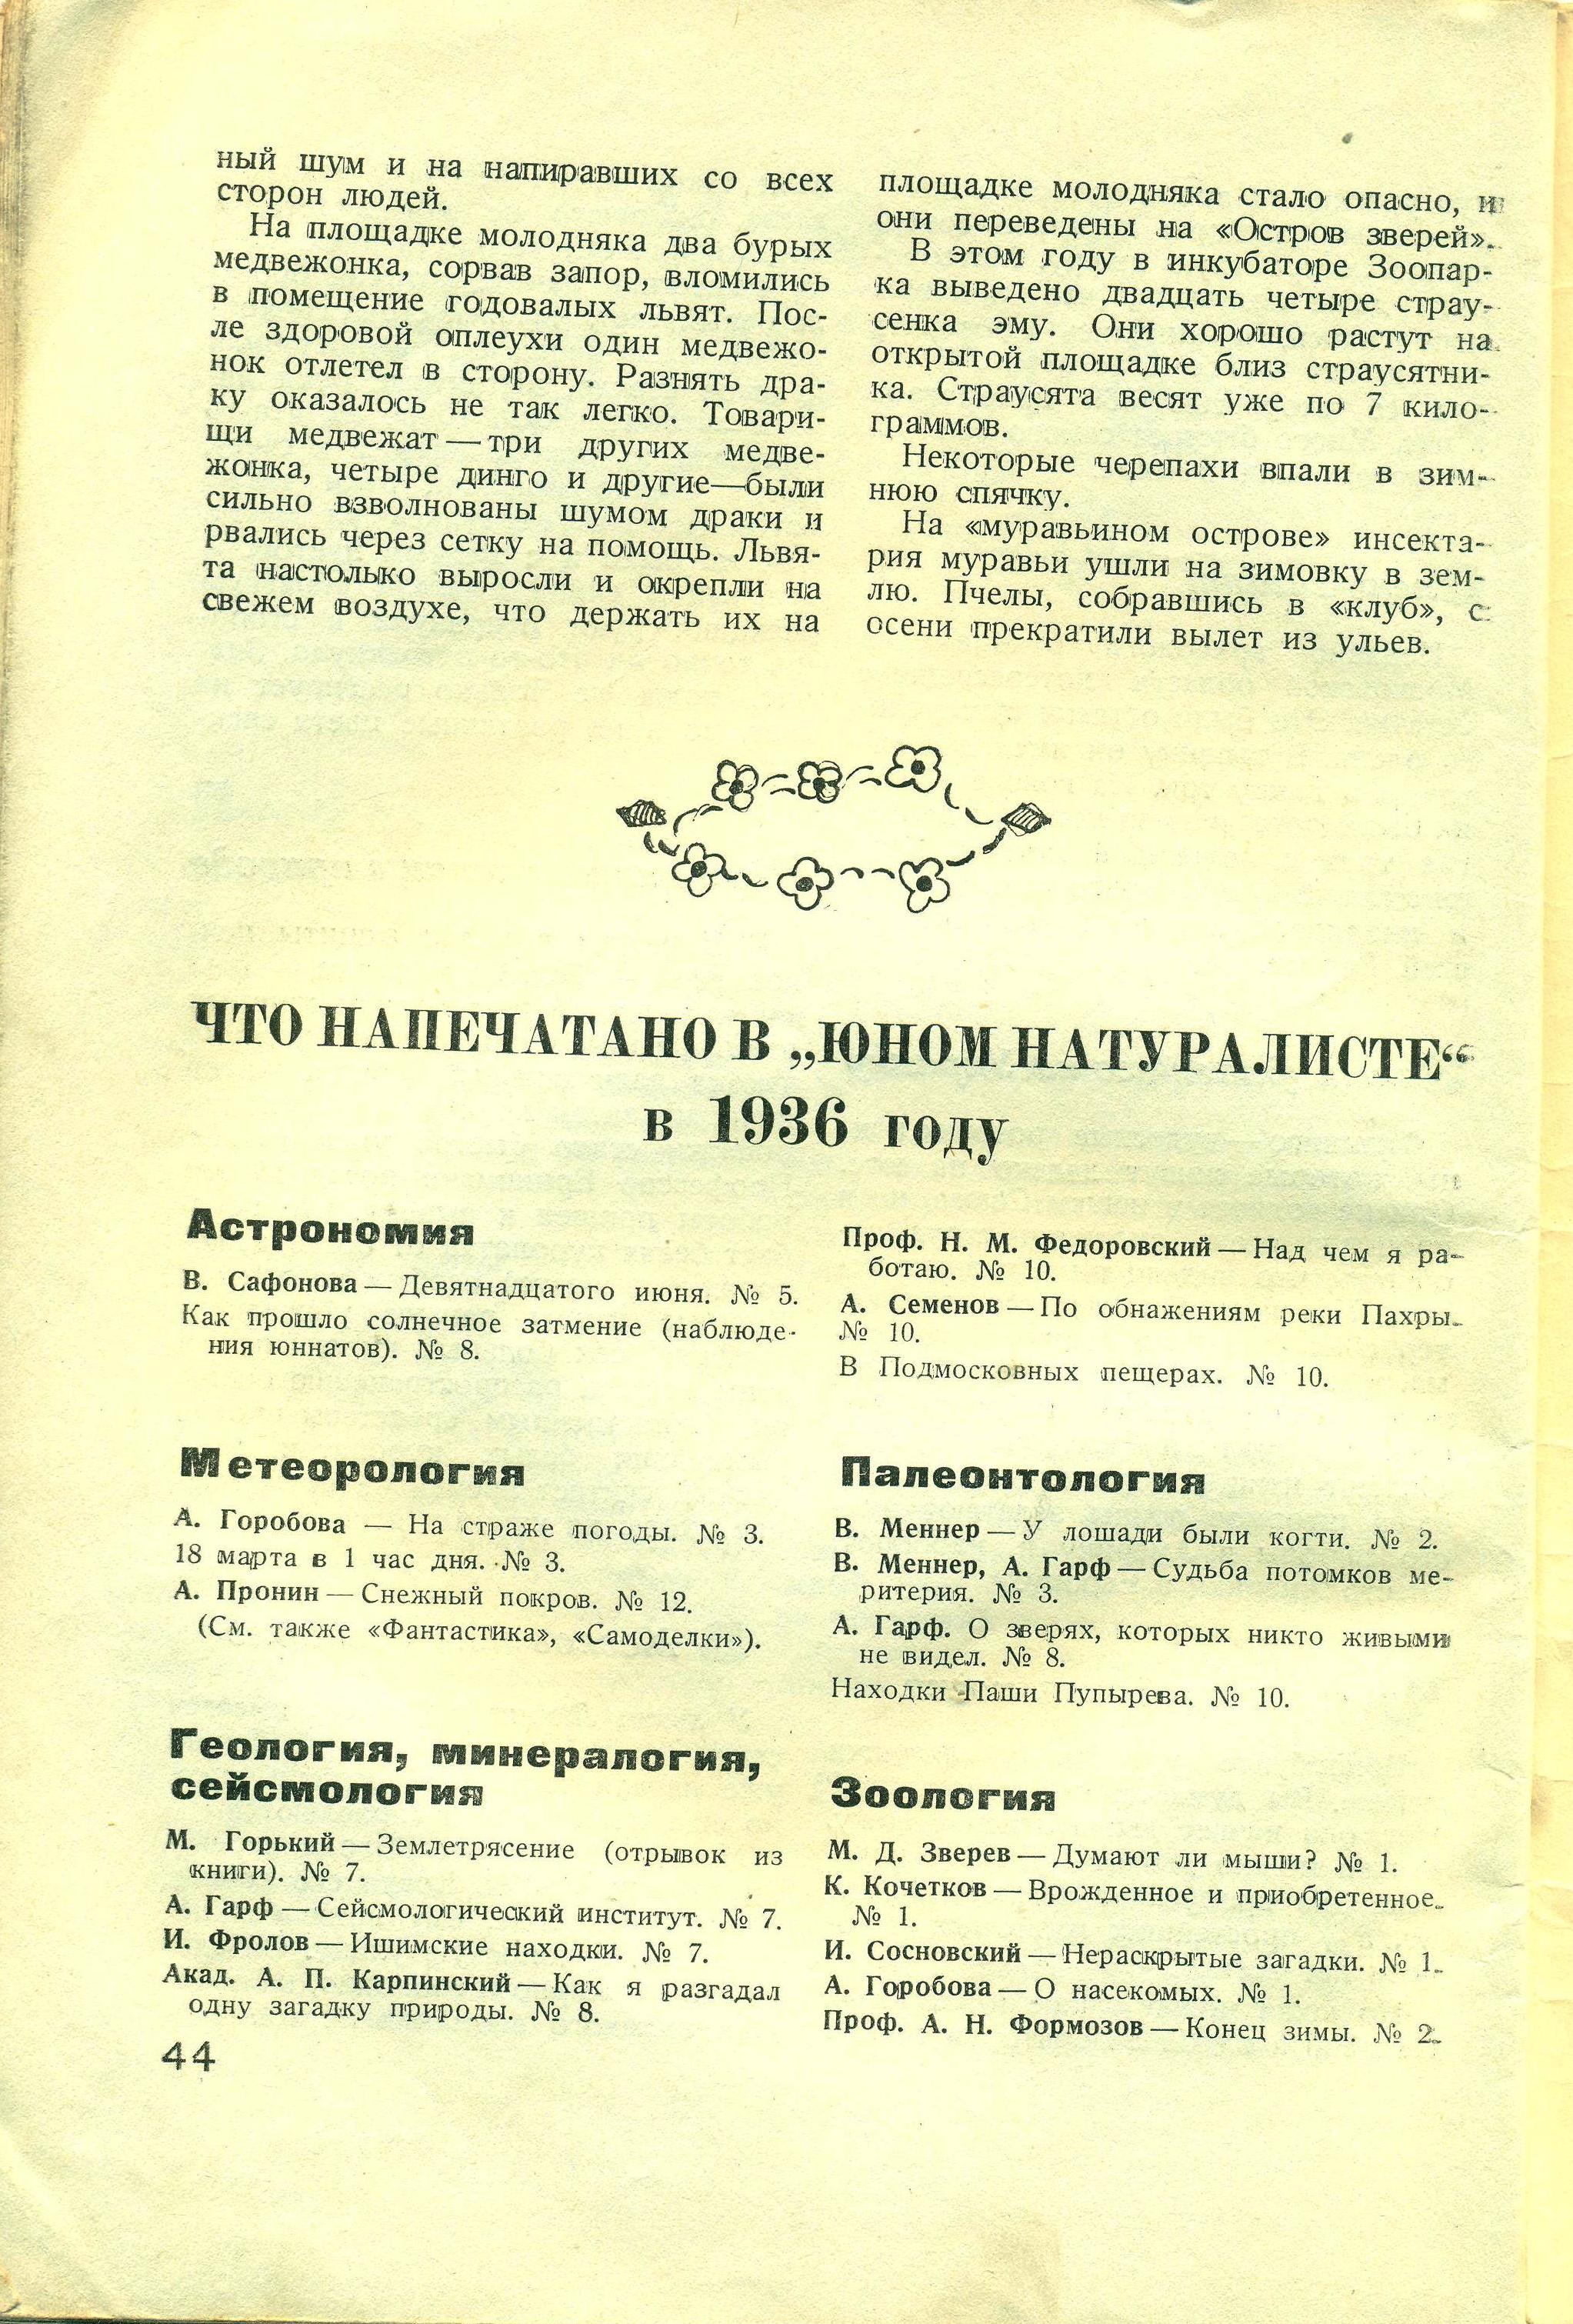 ный шум и на напиравших со всех
сторон людей.
На площадке молодняка два бурых
медвежонка, сорвав запор, вломились
в помещение годовалых львят. Пос-
ле здоровой оплеухи один медвежо-
нок отлетел в сторону. Разнять дра-
ку оказалось не так легко. Товари-
щи медвежат — три других медве-
жонка, четыре динго и другие—были
сильно взволнованы шумом драки и
рвались через сетку на помощь. Львя-
та настолько выросли и окрепли на
свежем воздухе, что держать их на
площадке молодняка стало опасно, и
они переведены на «Остров зверей».
В этом году в инкубаторе Зоопар-
ка выведено двадцать четыре страу-
сенка эму. Они хорошо растут на
открытой площадке близ страусятни-
ка. Страусята весят уже по 7 кило-
граммов.
Некоторые черепахи впали в зим-
нюю спячку.
На «муравьином острове» инсекта-
рия муравьи ушли на зимовку в зем-
лю. Пчелы, собравшись в «клуб», с
осени прекратили вылет из ульев.
ЧТО НАПЕЧАТАНО В „ЮНОМ НАТУРАЛИСТЕ“
в 1936 году
Астрономия
В. Сафонова — Девятнадцатого июня. № 5.
Как прошло солнечное затмение (наблюде-
ния юннатов). № 8.
Метеорология
А. Горобова — На страже погоды. № 3.
18 марта в 1 час дня. № 3.
А. Пронин — Снежный покров. № 12.
(См. также «Фантастика», «Самоделки»).
Геология, минералогия,
сейсмология
М. Горький — Землетрясение (отрывок из
книги). № 7.
А. Гарф — Сейсмологический институт. № 7.
И. Фролов — Ишимские находки. № 7.
Акад. А. П. Карпинский — Как я разгадал
одну загадку природы. № 8.
Проф. Н. М. Федоровский — Над чем я ра-
ботаю. № 10.
А. Семенов — По обнажениям реки Пахры.
№ 10.
В Подмосковных пещерах. № 10.
Палеонтология
В. Меннер — У лошади были когти. № 2.
В. Меннер, А. Гарф — Судьба потомков ме-
ритерия. № 3.
А. Гарф. О зверях, которых никто живыми
не видел. № 8.
Находки Паши Пупырева. № 10.
Зоология
М. Д. Зверев — Думают ли мыши? № 1.
К. Кочетков — Врожденное и приобретенное.
№ 1.
И. Сосновский — Нераскрытые загадки. № 1.
А. Горобова — О насекомых. № 1.
Проф. А. Н. Формозов — Конец зимы. № 2.
44